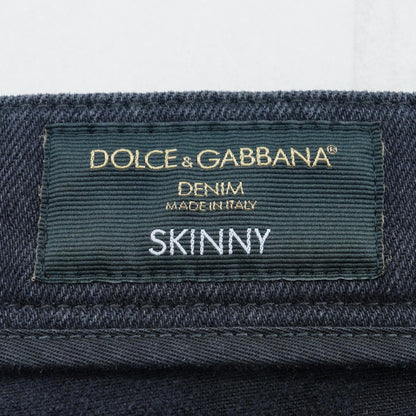 DOLCE & GABBANA®
DENIM
MADE IN ITALY
SKINNY